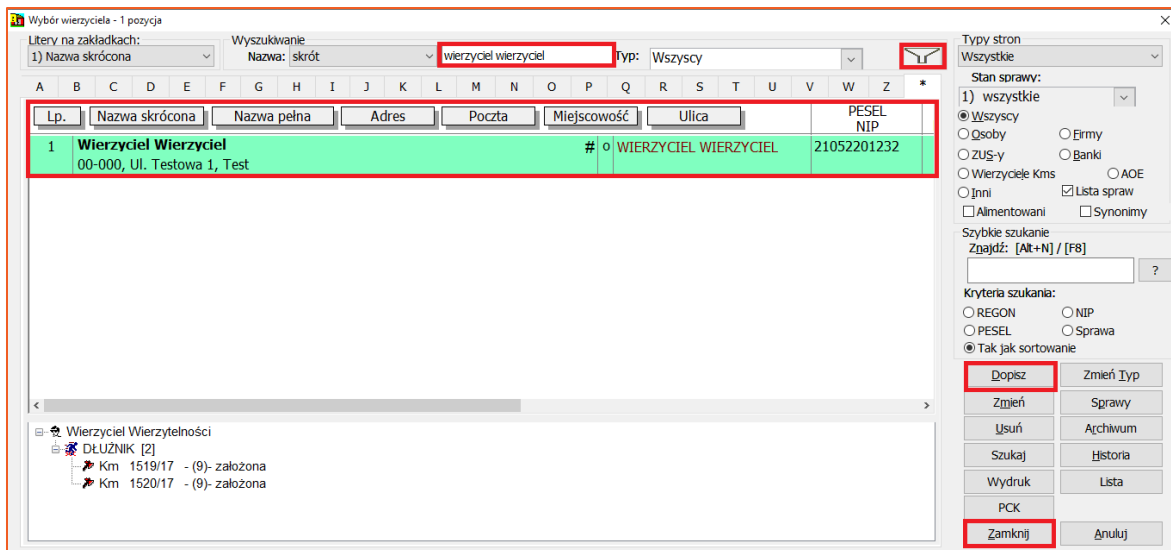 Wybór wierzyciela - 1 pozycja
Litery na zakładkach:
1) Nazwa skrócona
Wyszukiwanie
Nazwa: skrót
wierzyciel wierzyciel
Typ: Wszyscy
A B C D E F G H I J K L M N O P Q R S T U V W Z *
Lp. Nazwa skrócona Nazwa pełna Adres Poczta Miejscowość Ulica PESEL
NIP
1 Wierzyciel Wierzyciel # o WIERZYCIEL WIERZYCIEL 21052201232
00-000, Ul. Testowa 1, Test
Wierzyciel Wierzytelności
DŁUŻNIK [2]
Km 1519/17 - (9)- założona
Km 1520/17 - (9)- założona
Typy stron
Wszystkie
Stan sprawy:
1) wszystkie
Wszyscy
Osoby Firmy
ZUS-y Banki
Wierzyciele Kms AOE
Inni Lista spraw
Alimentowani Synonimy
Szybkie szukanie
Znajdź: [Alt+N] / [F8]
?
Kryteria szukania:
REGON NIP
PESEL Sprawa
Tak jak sortowanie
Dopisz Zmień Typ
Zmień Sprawy
Usuń Archiwum
Szukaj Historia
Wydruk Lista
PCK
Zamknij Anuluj